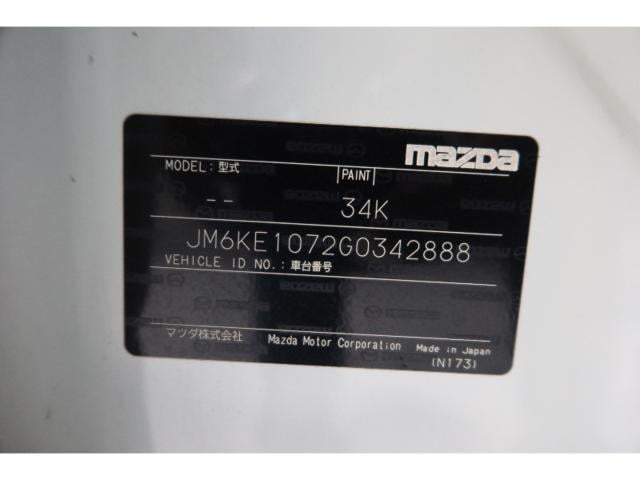 mazda
MODEL: 型式 PAINT
-- 34K
JM6KE1072G0342888
VEHICLE ID NO.: 車台番号
マツダ株式会社 Mazda Motor Corporation Made in Japan
(N173)